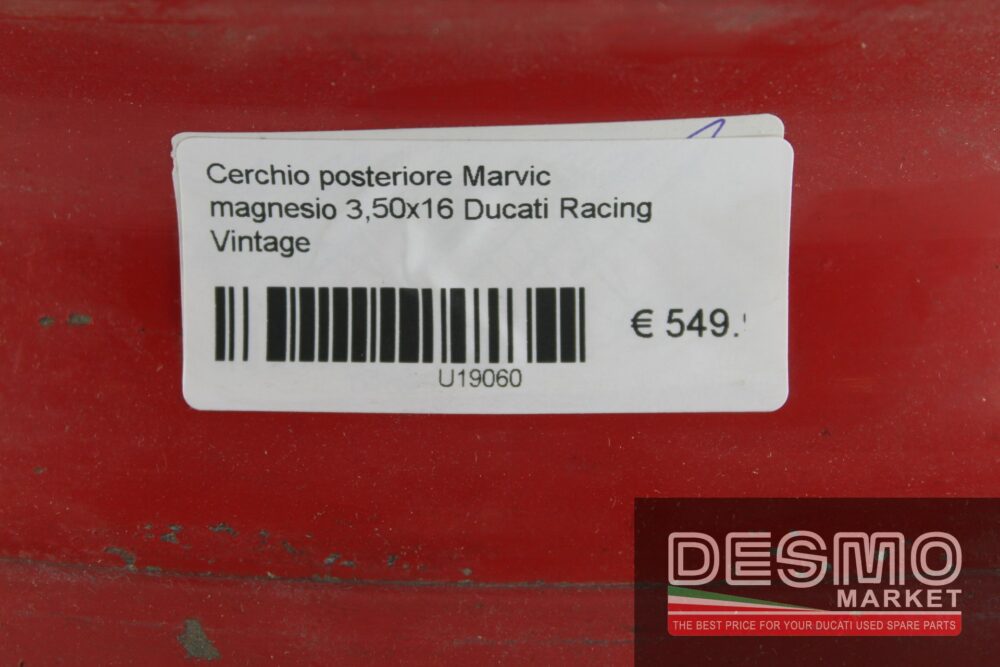 Cerchio posteriore Marvic
magnesio 3,50x16 Ducati Racing
Vintage
€ 549.
U19060
DESMO
MARKET
THE BEST PRICE FOR YOUR DUCATI USED SPARE PARTS